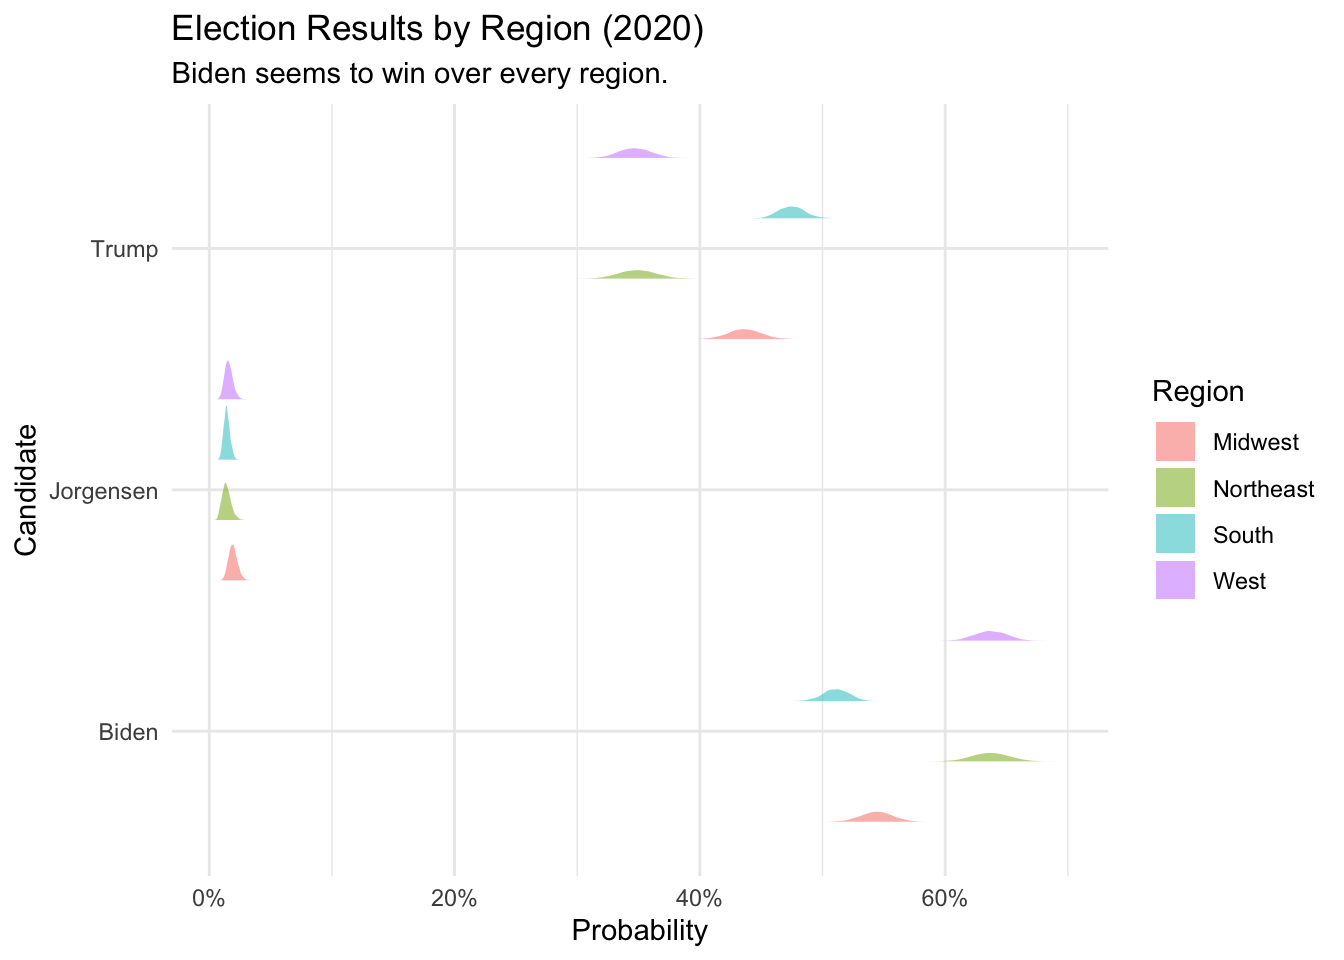 Election Results by Region (2020)
Biden seems to win over every region.
Candidate
Trump
Jorgensen
Biden
0% 20% 40% 60%
Probability
Region
Midwest
Northeast
South
West